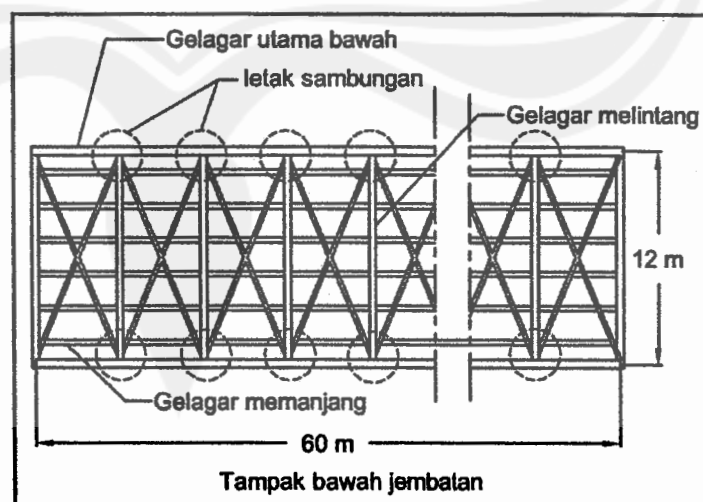 Gelagar utama bawah
letak sambungan
Gelagar melintang
12 m
Gelagar memanjang
60 m
Tampak bawah jembatan